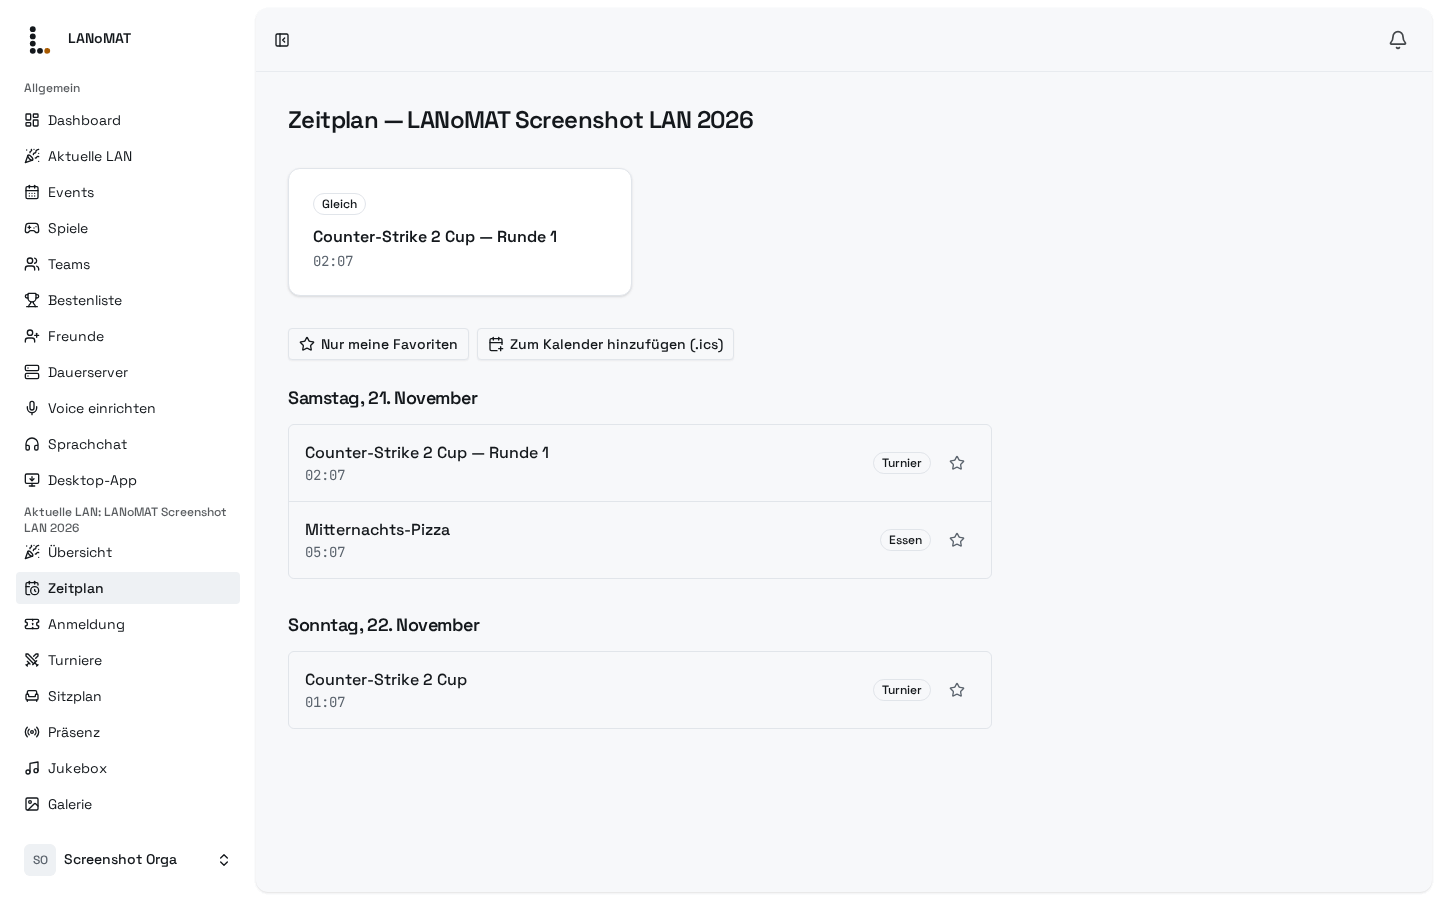 LANoMAT
Allgemein
Dashboard
Aktuelle LAN
Events
Spiele
Teams
Bestenliste
Freunde
Dauerserver
Voice einrichten
Sprachchat
Desktop-App
Aktuelle LAN: LANoMAT Screenshot
LAN 2026
Übersicht
Zeitplan
Anmeldung
Turniere
Sitzplan
Präsenz
Jukebox
Galerie
SO
Screenshot Orga
Zeitplan — LANoMAT Screenshot LAN 2026
Gleich
Counter-Strike 2 Cup — Runde 1
02:07
Nur meine Favoriten
Zum Kalender hinzufügen (.ics)
Samstag, 21. November
Counter-Strike 2 Cup — Runde 1
02:07
Turnier
Mitternachts-Pizza
05:07
Essen
Sonntag, 22. November
Counter-Strike 2 Cup
01:07
Turnier